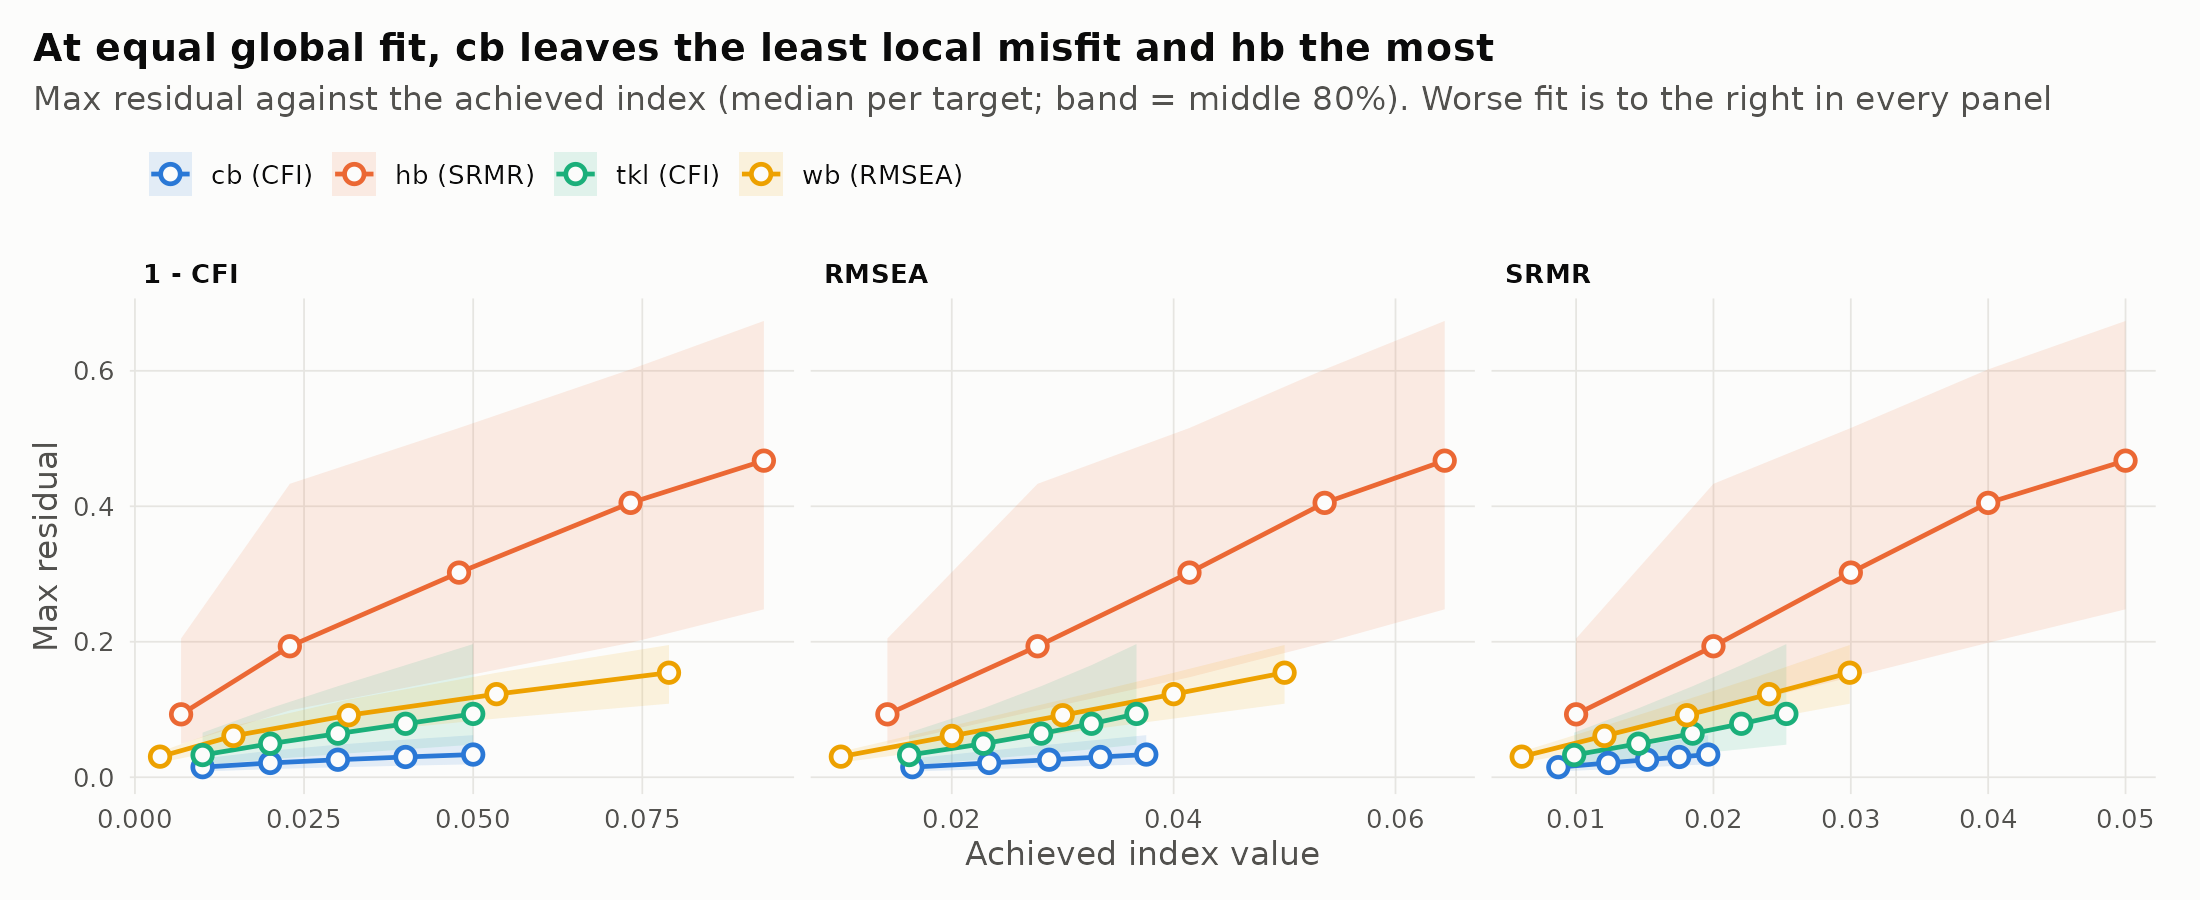 At equal global fit, cb leaves the least local misfit and hb the most
Max residual against the achieved index (median per target; band = middle 80%). Worse fit is to the right in every panel
cb (CFI) hb (SRMR) tkl (CFI) wb (RMSEA)
1 - CFI RMSEA SRMR
Max residual
0.6
0.4
0.2
0.0
0.000 0.025 0.050 0.075 0.02 0.04 0.06 0.01 0.02 0.03 0.04 0.05
Achieved index value